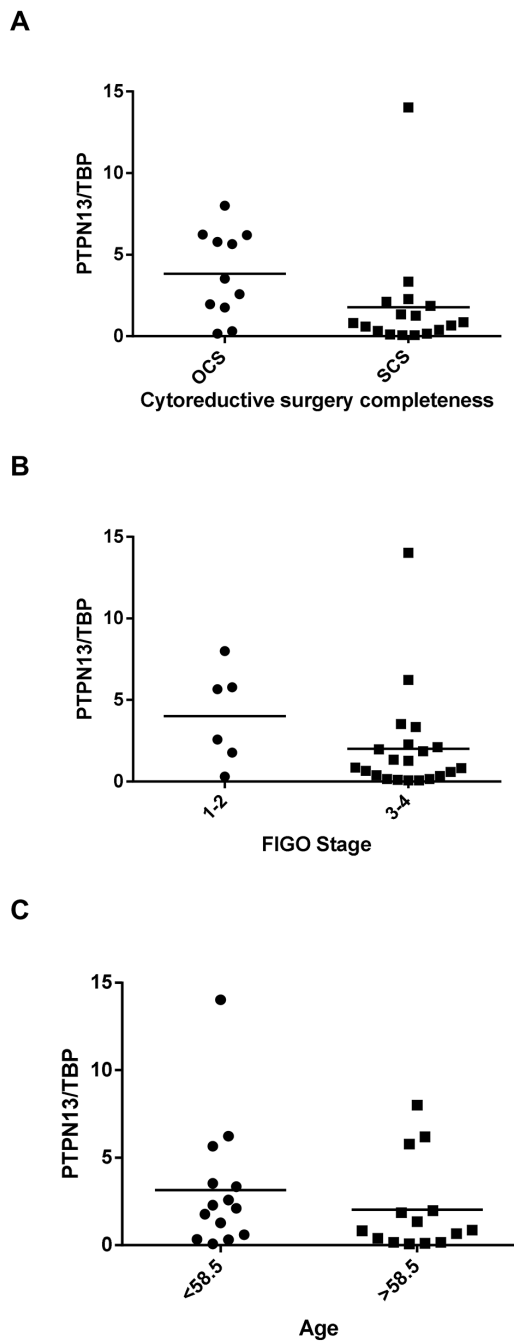 A
PTPN13/TBP
15
10
5
0
OCS
SCS
Cytoreductive surgery completeness
B
PTPN13/TBP
15
10
5
0
1-2
3-4
FIGO Stage
C
PTPN13/TBP
15
10
5
0
<58.5
>58.5
Age